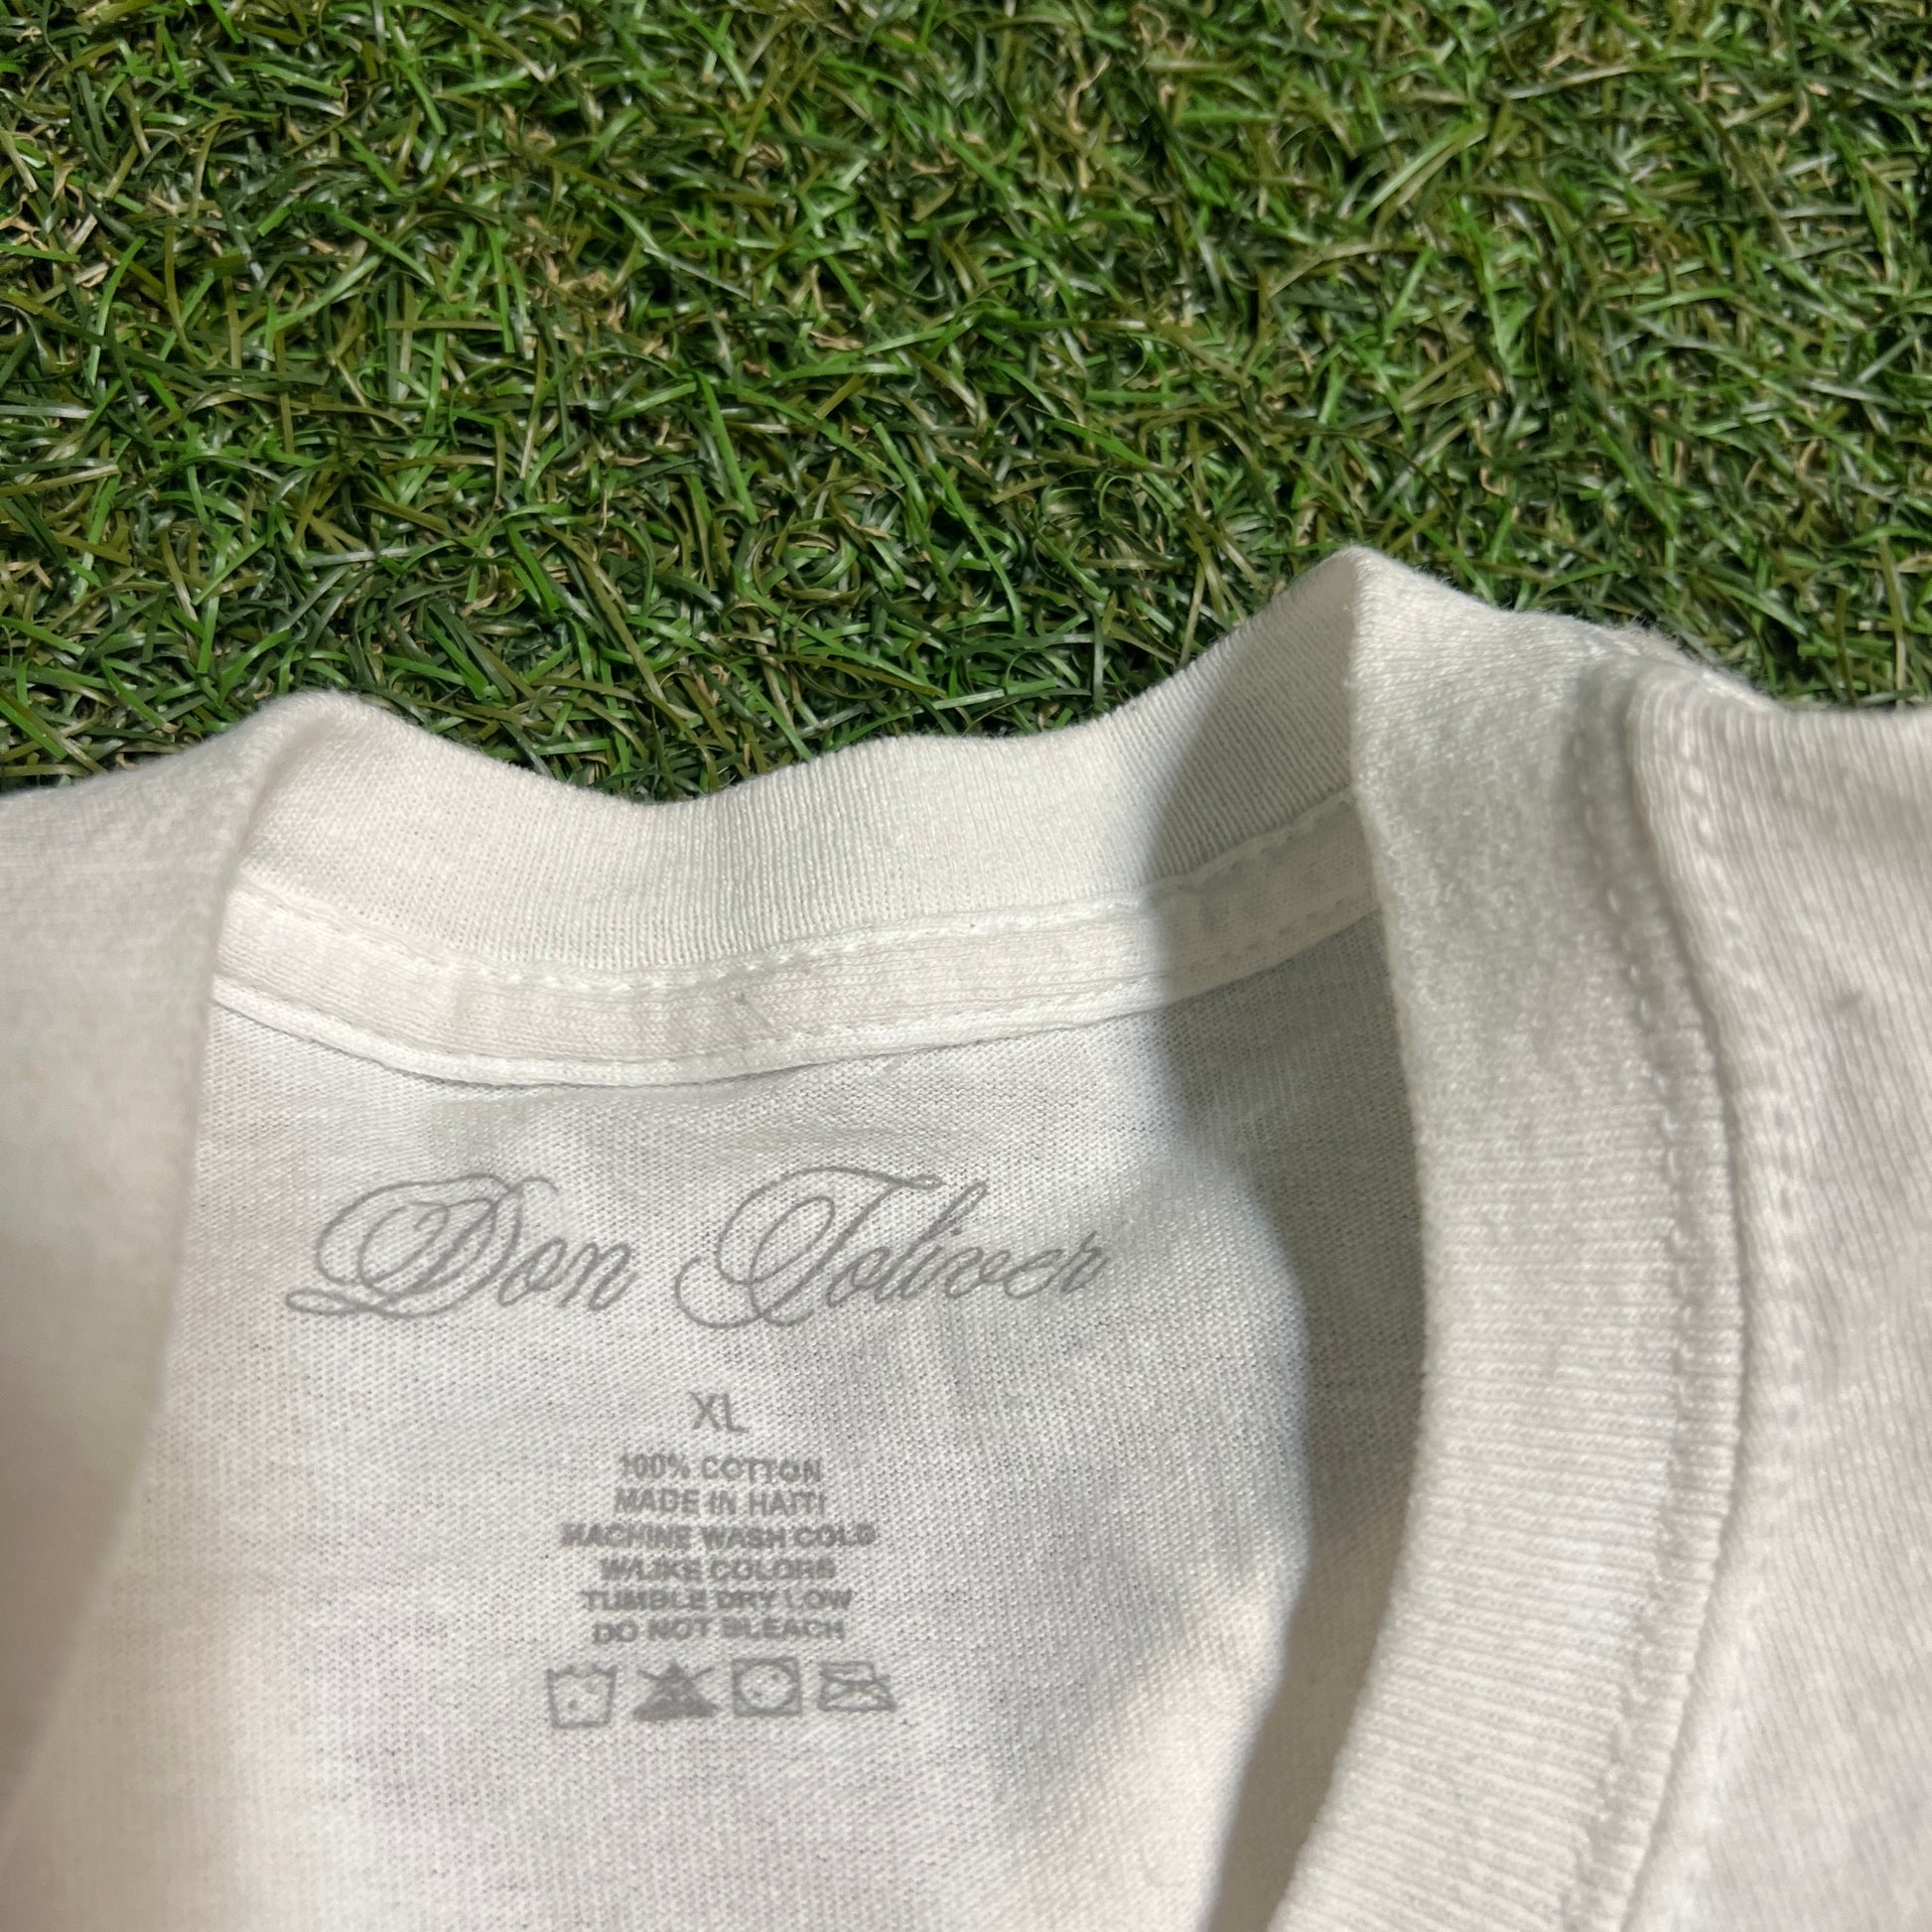 Don Toliver
XL
100% COTTON
MADE IN HAITI
MACHINE WASH COLD
W/LIKE COLORS
TUMBLE DRY LOW
DO NOT BLEACH